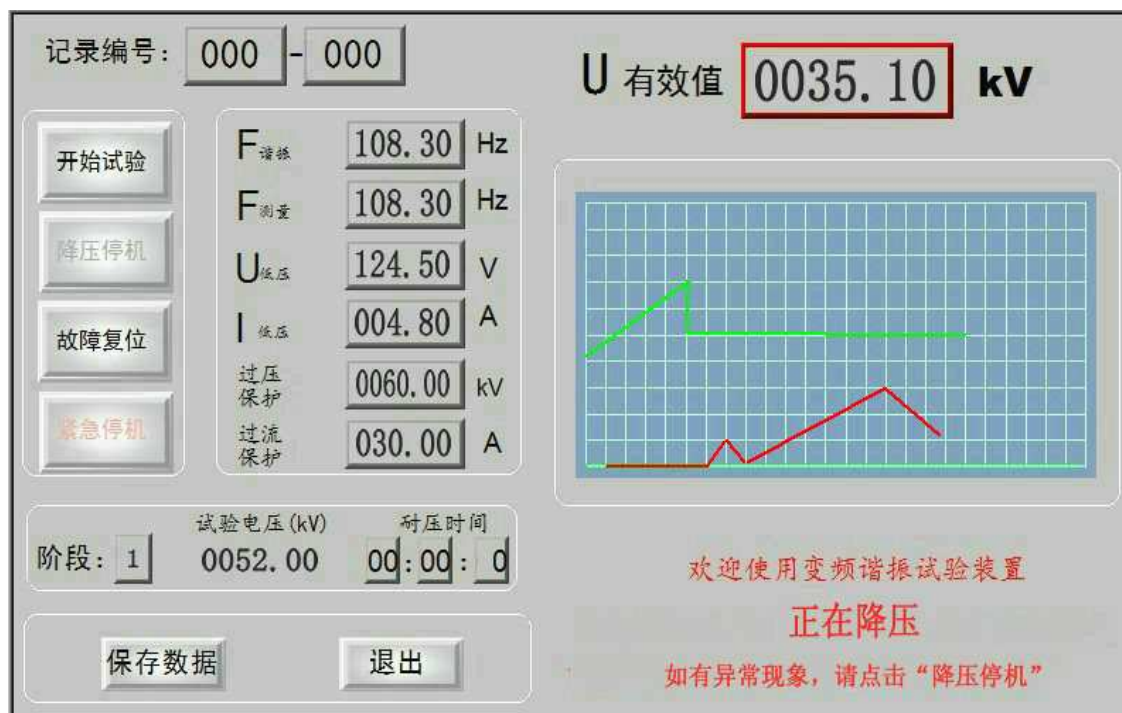 记录编号: 000 - 000
U 有效值 0035.10 kV
开始试验
降压停机
故障复位
紧急停机
F谐振 108.30 Hz
F测量 108.30 Hz
U低压 124.50 V
I 低压 004.80 A
过压
保护 0060.00 kV
过流
保护 030.00 A
试验电压(kV) 耐压时间
阶段: 1 0052.00 00:00: 0
保存数据 退出
欢迎使用变频谐振试验装置
正在降压
如有异常现象，请点击“降压停机”